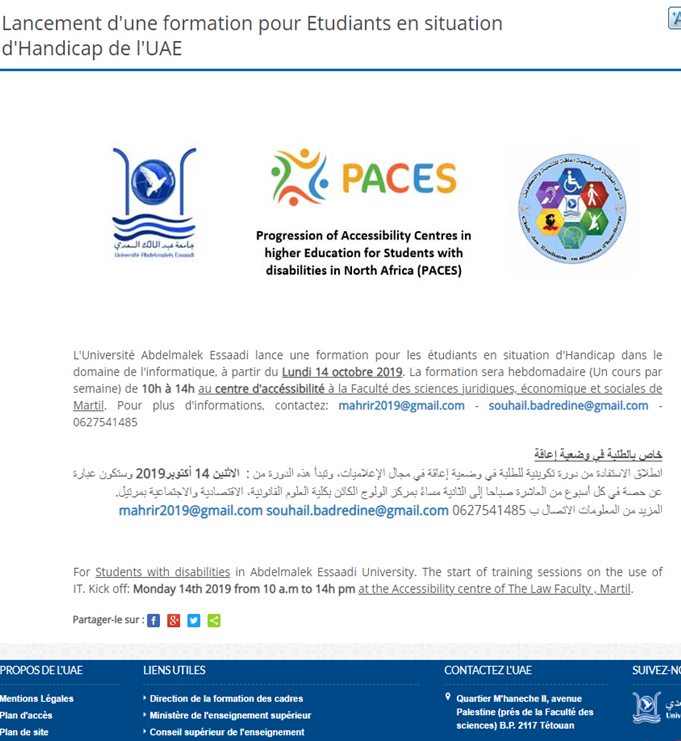 Lancement d'une formation pour Etudiants en situation
d'Handicap de l'UAE
جامعة عبد المالك السعدي
Université Abdelmalek Essaadi
PACES
Progression of Accessibility Centres in
higher Education for Students with
disabilities in North Africa (PACES)
L'Université Abdelmalek Essaadi lance une formation pour les étudiants en situation d'Handicap dans le
domaine de l'informatique, à partir du Lundi 14 octobre 2019. La formation sera hebdomadaire (Un cours par
semaine) de 10h à 14h au centre d'accéssibilité à la Faculté des sciences juridiques, économique et sociales de
Martil. Pour plus d'informations, contactez: mahrir2019@gmail.com - souhail.badredine@gmail.com -
0627541485
خاص بالطلبة في وضعية إعاقة
انطلاق الاستفادة من دورة تكوينية للطلبة في وضعية إعاقة في مجال الإعلاميات، وتبدأ هذه الدورة من : الاثنين 14 أكتوبر2019 وستكون عبارة
عن حصة في كل أسبوع من العاشرة صباحا إلى الثانية مساءً بمركز الولوج الكائن بكلية العلوم القانونية، الاقتصادية والاجتماعية بمرتيل.
المزيد من المعلومات الاتصال ب 0627541485 mahrir2019@gmail.com souhail.badredine@gmail.com
For Students with disabilities in Abdelmalek Essaadi University. The start of training sessions on the use of
IT. Kick off: Monday 14th 2019 from 10 a.m to 14h pm at the Accessibility centre of The Law Faculty , Martil.
Partager-le sur :
PROPOS DE L'UAE
Mentions Légales
Plan d'accès
Plan de site
LIENS UTILES
Direction de la formation des cadres
Ministère de l'enseignement supérieur
Conseil supérieur de l'enseignement
CONTACTEZ L'UAE
Quartier M'haneche II, avenue
Palestine (prés de la Faculté des
sciences) B.P. 2117 Tétouan
SUIVEZ-NO